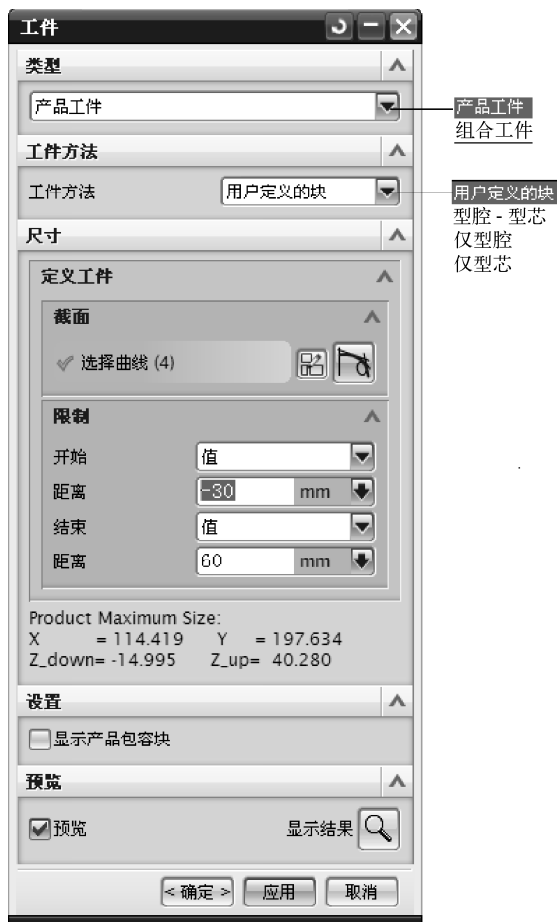 工件
类型
产品工件
产品工件
组合工件
工件方法
工件方法 用户定义的块
用户定义的块
型腔 - 型芯
仅型腔
仅型芯
尺寸
定义工件
截面
选择曲线 (4)
限制
开始 值
距离 -30 mm
结束 值
距离 60 mm
Product Maximum Size:
X = 114.419 Y = 197.634
Z_down= -14.995 Z_up= 40.280
设置
显示产品包容块
预览
预览 显示结果
< 确定 > 应用 取消